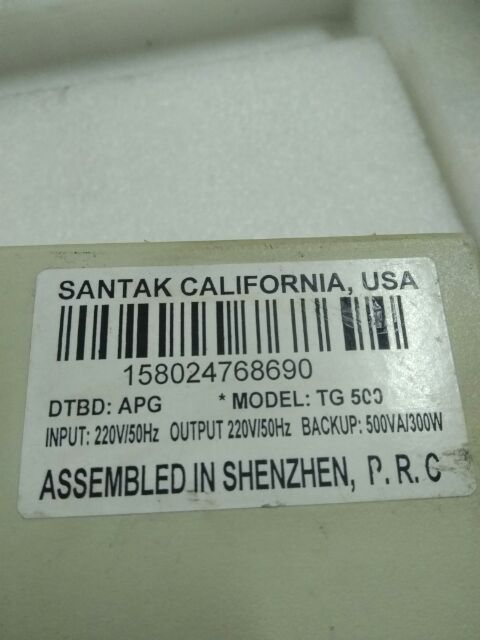 SANTAK CALIFORNIA, USA
158024768690
DTBD: APG * MODEL: TG 500
INPUT: 220V/50Hz OUTPUT 220V/50Hz BACKUP: 500VA/300W
ASSEMBLED IN SHENZHEN, P. R. C